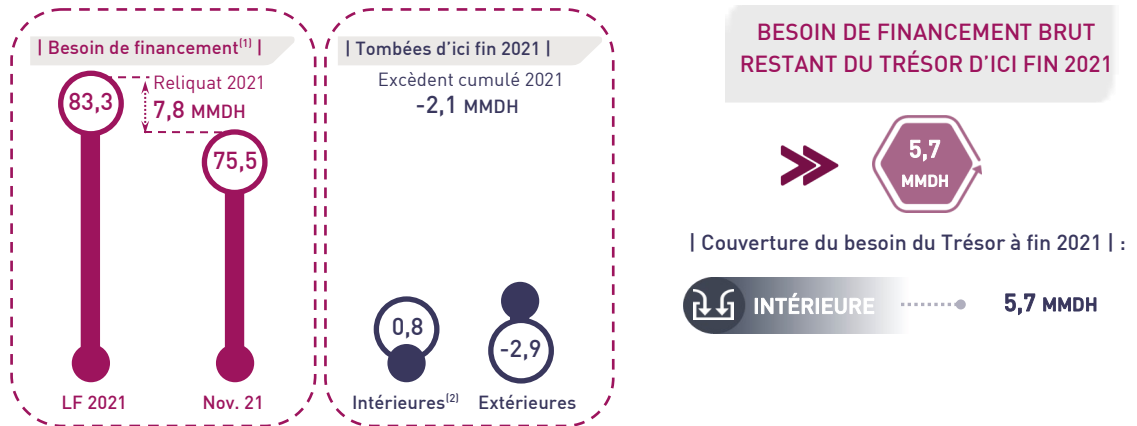 | Besoin de financement(1) |
Reliquat 2021
7,8 MMDH
83,3
75,5
LF 2021
Nov. 21
| Tombées d'ici fin 2021 |
Excèdent cumulé 2021
-2,1 MMDH
0,8
-2,9
Intérieures(2)
Extérieures
BESOIN DE FINANCEMENT BRUT
RESTANT DU TRÉSOR D'ICI FIN 2021
5,7
MMDH
| Couverture du besoin du Trésor à fin 2021 | :
INTÉRIEURE
5,7 MMDH